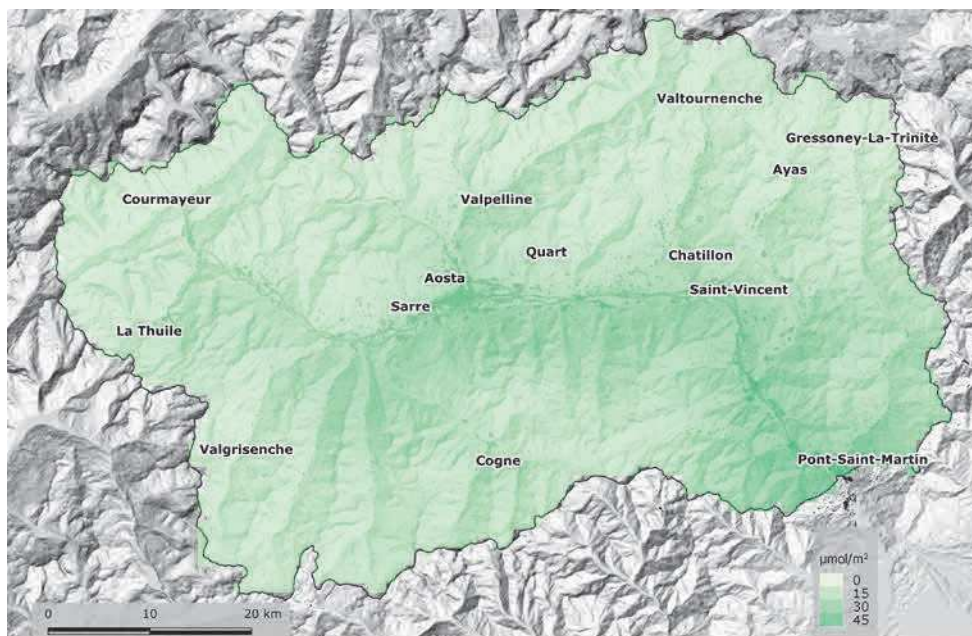 Valtournenche
Gressoney-La-Trinitè
Ayas
Courmayeur
Valpelline
Quart
Chatillon
Aosta
Saint-Vincent
Sarre
La Thuile
Valgrisenche
Cogne
Pont-Saint-Martin
µmol/m²
0
15
30
45
0 10 20 km